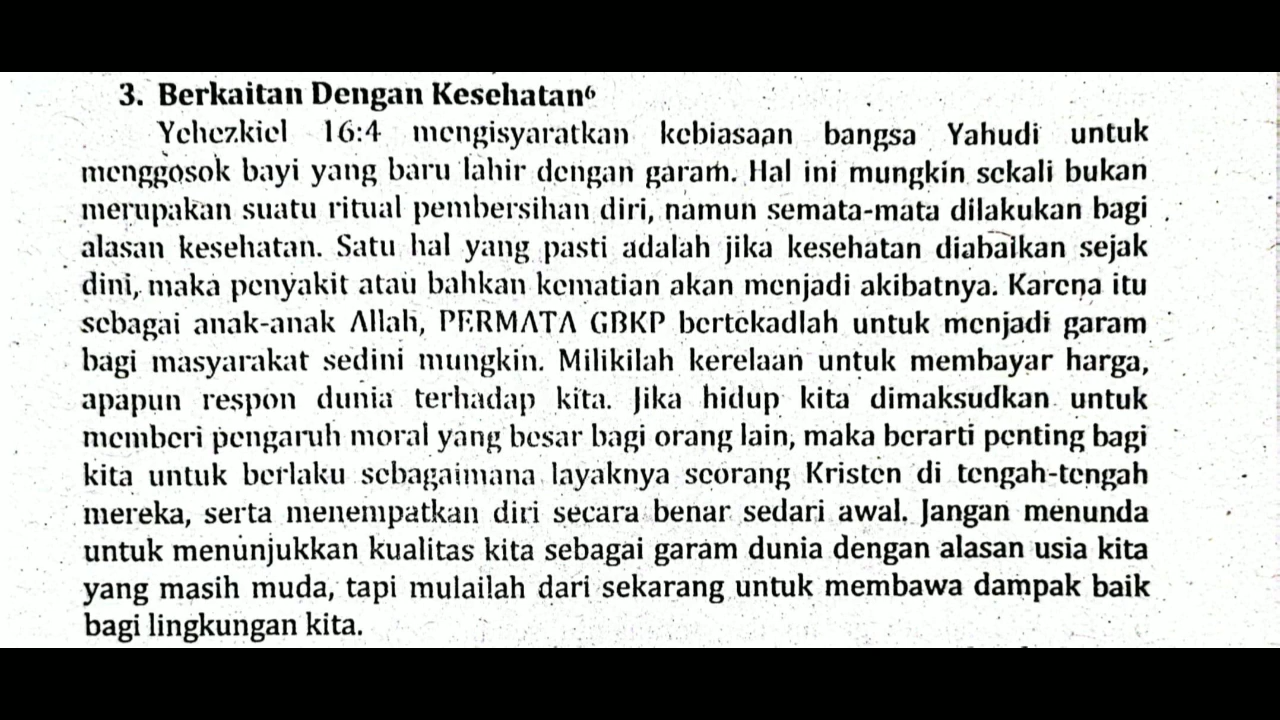 3. Berkaitan Dengan Kesehatan⁶
Yehezkiel 16:4 mengisyaratkan kebiasaan bangsa Yahudi untuk
menggosok bayi yang baru lahir dengan garam. Hal ini mungkin sekali bukan
merupakan suatu ritual pembersihan diri, namun semata-mata dilakukan bagi
alasan kesehatan. Satu hal yang pasti adalah jika kesehatan diabaikan sejak
dini, maka penyakit atau bahkan kematian akan menjadi akibatnya. Karena itu
sebagai anak-anak Allah, PERMATA GBKP bertekadlah untuk menjadi garam
bagi masyarakat sedini mungkin. Milikilah kerelaan untuk membayar harga,
apapun respon dunia terhadap kita. Jika hidup kita dimaksudkan untuk
memberi pengaruh moral yang besar bagi orang lain, maka berarti penting bagi
kita untuk berlaku sebagaimana layaknya seorang Kristen di tengah-tengah
mereka, serta menempatkan diri secara benar sedari awal. Jangan menunda
untuk menunjukkan kualitas kita sebagai garam dunia dengan alasan usia kita
yang masih muda, tapi mulailah dari sekarang untuk membawa dampak baik
bagi lingkungan kita.